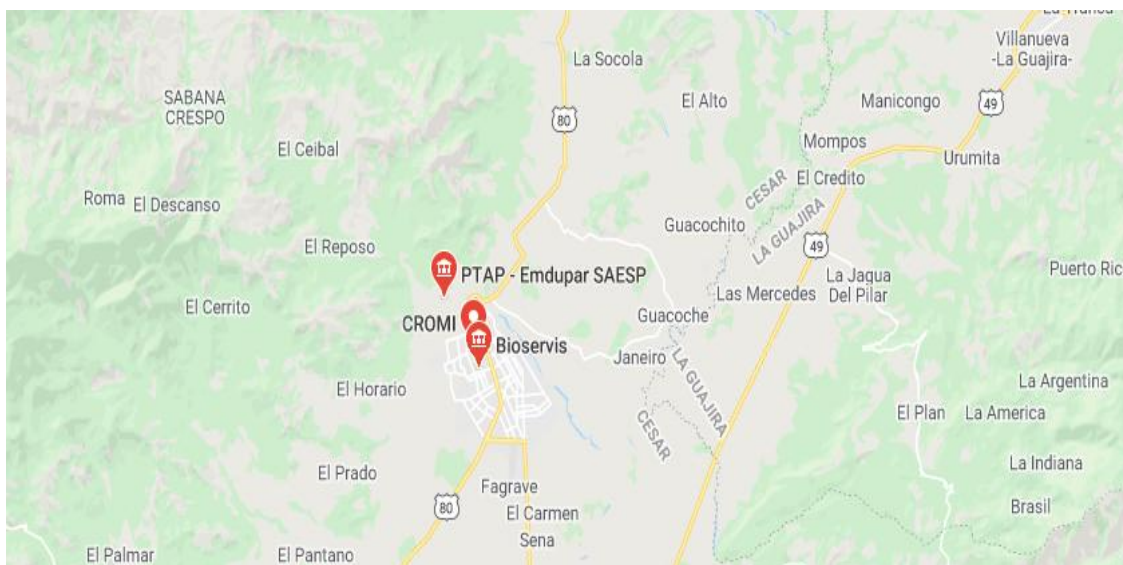 La Socola
Villanueva
-La Guajira-
SABANA
CRESPO
El Alto
Manicongo
49
80
El Ceibal
Mompos
Urumita
El Credito
CESAR
LA GUAJIRA
Roma
El Descanso
Guacochito
El Reposo
49
PTAP - Emdupar SAESP
La Jagua
Del Pilar
Puerto Ric
El Cerrito
Las Mercedes
CROMI
Guacoche
Bioservis
Janeiro
LA GUAJIRA
CESAR
El Horario
La Argentina
El Plan
La America
El Prado
La Indiana
Fagrave
80
El Carmen
Sena
Brasil
El Palmar
El Pantano